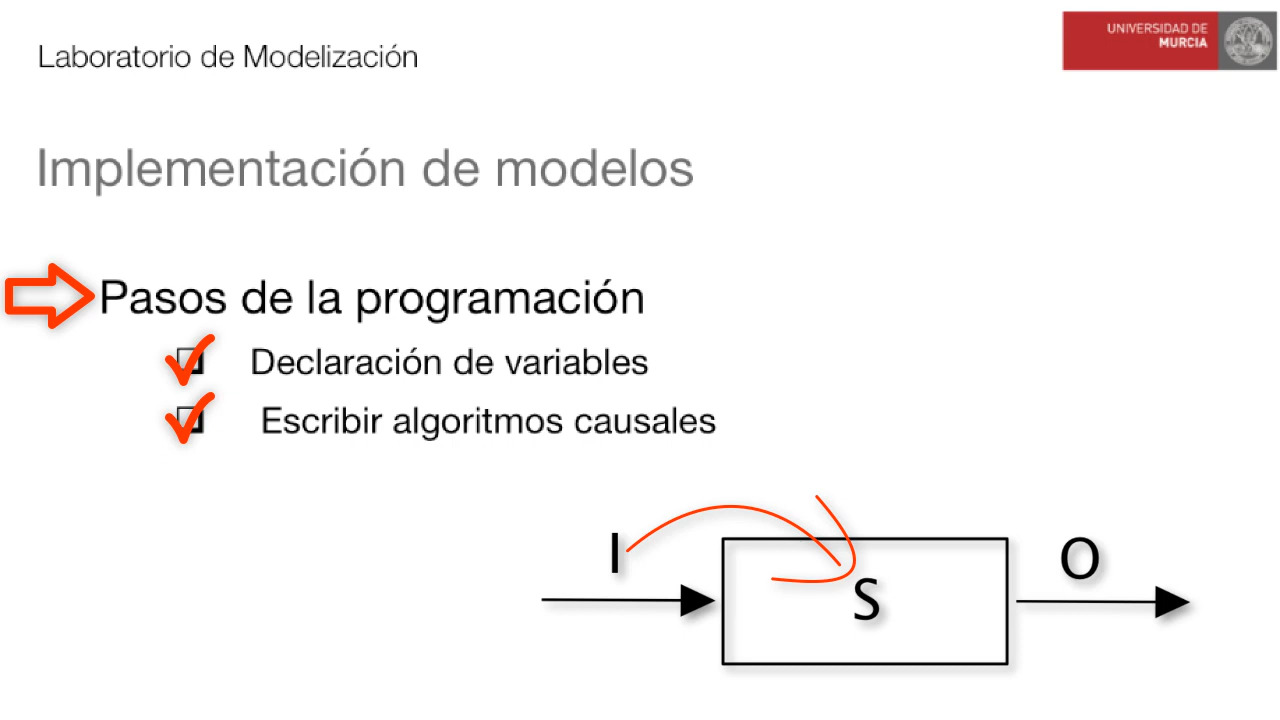 Laboratorio de Modelización
UNIVERSIDAD DE
MURCIA
Implementación de modelos
Pasos de la programación
Declaración de variables
Escribir algoritmos causales
I
S
O